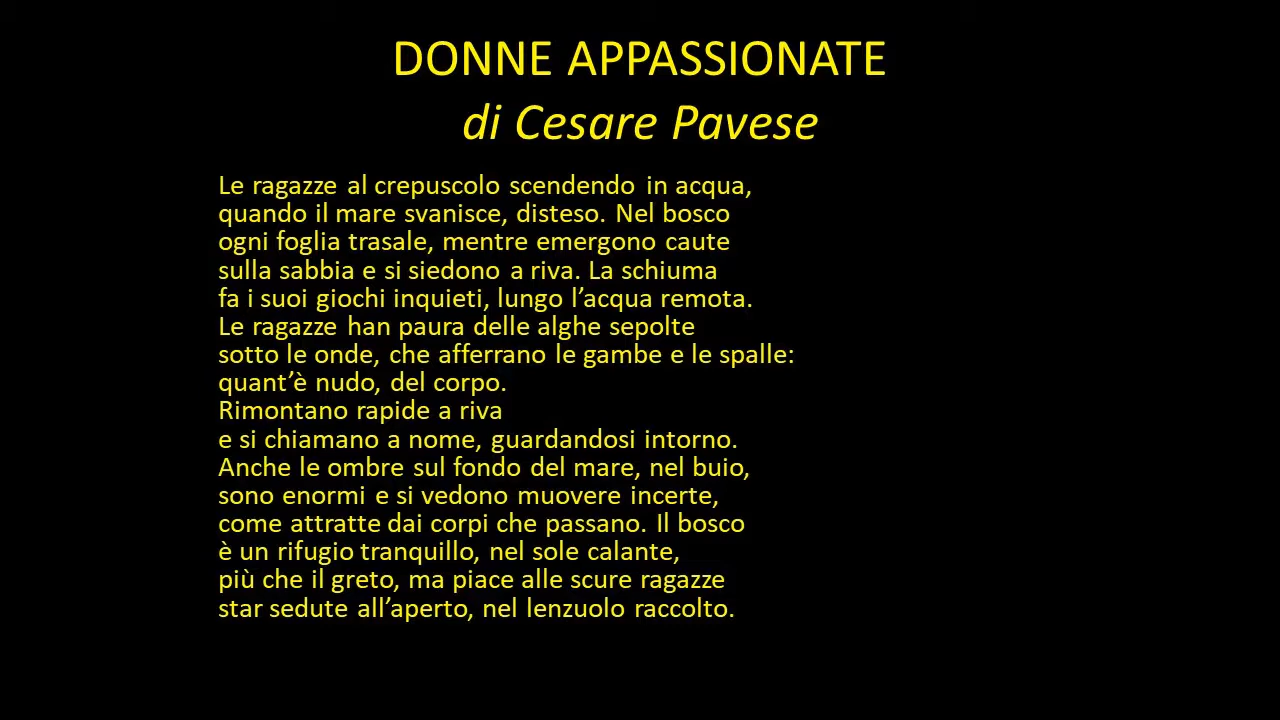 DONNE APPASSIONATE
di Cesare Pavese
Le ragazze al crepuscolo scendendo in acqua,
quando il mare svanisce, disteso. Nel bosco
ogni foglia trasale, mentre emergono caute
sulla sabbia e si siedono a riva. La schiuma
fa i suoi giochi inquieti, lungo l’acqua remota.
Le ragazze han paura delle alghe sepolte
sotto le onde, che afferrano le gambe e le spalle:
quant’è nudo, del corpo.
Rimontano rapide a riva
e si chiamano a nome, guardandosi intorno.
Anche le ombre sul fondo del mare, nel buio,
sono enormi e si vedono muovere incerte,
come attratte dai corpi che passano. Il bosco
è un rifugio tranquillo, nel sole calante,
più che il greto, ma piace alle scure ragazze
star sedute all’aperto, nel lenzuolo raccolto.